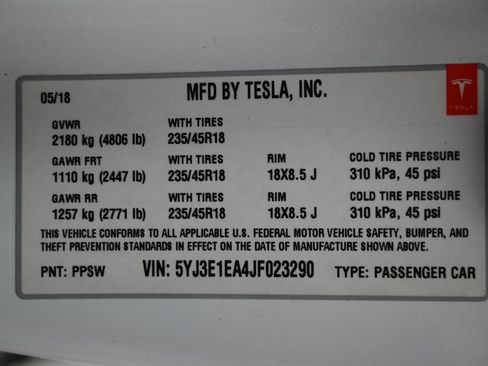 05/18 MFD BY TESLA, INC.
TESLA
GVWR WITH TIRES
2180 kg (4806 lb) 235/45R18
GAWR FRT WITH TIRES RIM COLD TIRE PRESSURE
1110 kg (2447 lb) 235/45R18 18X8.5 J 310 kPa, 45 psi
GAWR RR WITH TIRES RIM COLD TIRE PRESSURE
1257 kg (2771 lb) 235/45R18 18X8.5 J 310 kPa, 45 psi
THIS VEHICLE CONFORMS TO ALL APPLICABLE U.S. FEDERAL MOTOR VEHICLE SAFETY, BUMPER, AND
THEFT PREVENTION STANDARDS IN EFFECT ON THE DATE OF MANUFACTURE SHOWN ABOVE.
PNT: PPSW VIN: 5YJ3E1EA4JF023290 TYPE: PASSENGER CAR